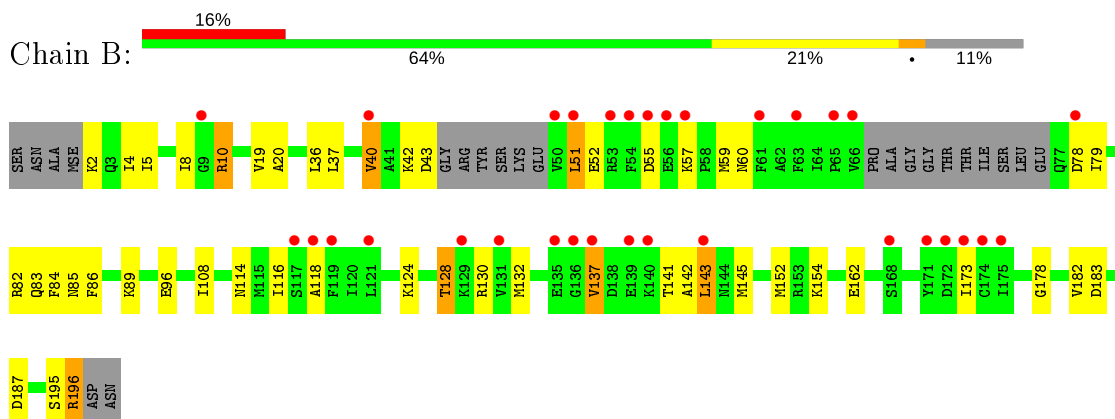 16%
Chain B:
64% 21% • 11%
SER ASN ALA MSE K2 Q3 I4 I5 I8 G9 R10 V19 A20 L36 L37 V40 A41 K42 D43 GLY ARG TYR SER LYS GLU V50 L51 E52 R53 F54 D55 E56 K57 P58 M59 N60 F61 A62 F63 I64 P65 V66 PRO ALA GLY GLY THR THR ILE SER LEU GLU Q77 D78 I79
R82 Q83 F84 N85 F86 K89 E96 I108 N114 M115 I116 S117 A118 F119 I120 L121 K124 T128 K129 R130 V131 M132 E135 G136 V137 D138 E139 K140 T141 A142 L143 N144 M145 M152 R153 K154 E162 S168 Y171 D172 I173 C174 I175 G178 V182 D183
D187 S195 R196 ASP ASN